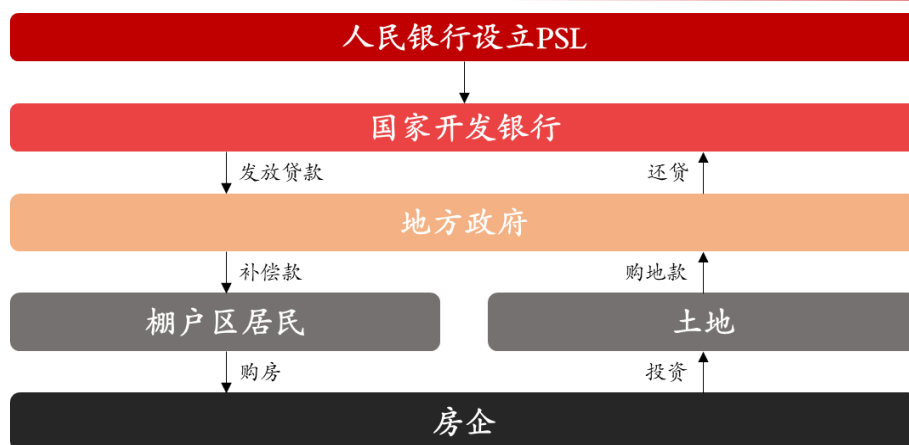 人民银行设立PSL
国家开发银行
发放贷款
还贷
地方政府
补偿款
购地款
棚户区居民
土地
购房
投资
房企